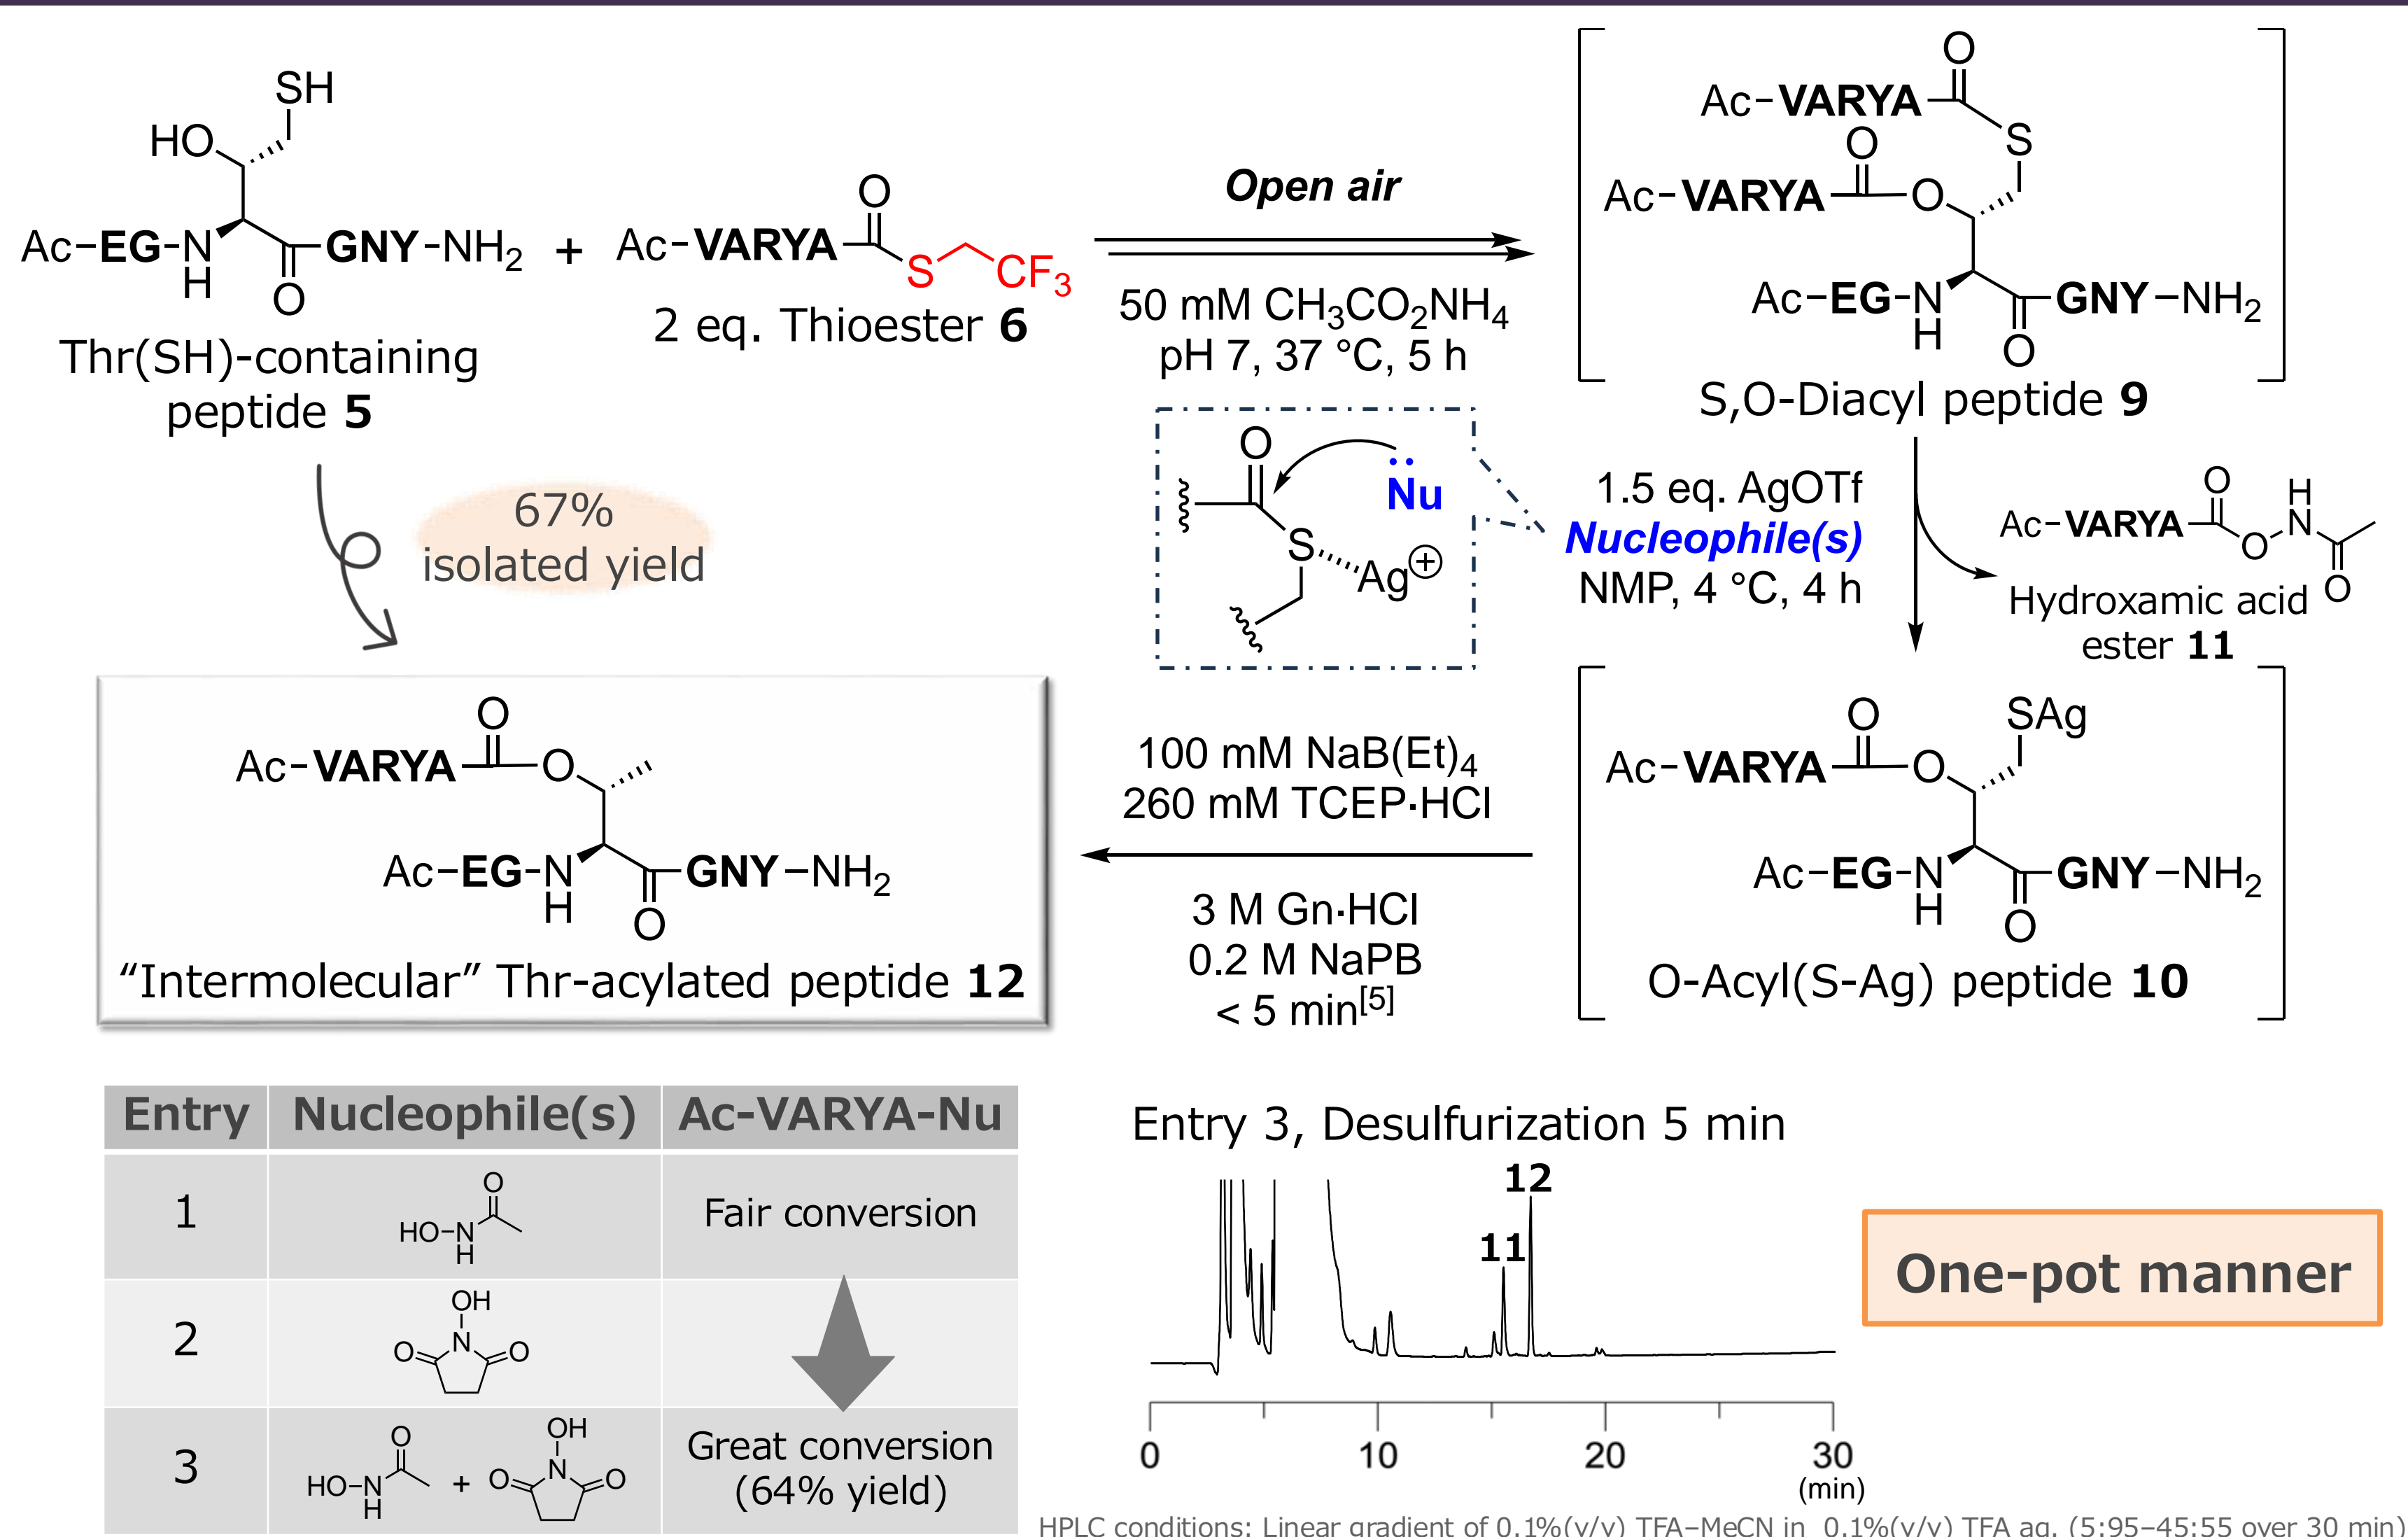 SH
HO
Ac–EG–N
H
O
GNY–NH2
+
Ac–VARYA
O
S
CF3
2 eq. Thioester 6
Thr(SH)-containing
peptide 5
Open air
50 mM CH3CO2NH4
pH 7, 37 °C, 5 h
O
Ac–VARYA
S
O
Ac–VARYA
O
Ac–EG–N
H
O
GNY–NH2
S,O-Diacyl peptide 9
67%
isolated yield
O
Nu
S
Ag+
1.5 eq. AgOTf
Nucleophile(s)
NMP, 4 °C, 4 h
O
H
N
Ac–VARYA
O
O
Hydroxamic acid
ester 11
O
SAg
Ac–VARYA
O
Ac–EG–N
H
O
GNY–NH2
O-Acyl(S-Ag) peptide 10
100 mM NaB(Et)4
260 mM TCEP·HCl
3 M Gn·HCl
0.2 M NaPB
< 5 min[5]
O
Ac–VARYA
O
Ac–EG–N
H
O
GNY–NH2
“Intermolecular” Thr-acylated peptide 12
Entry Nucleophile(s) Ac-VARYA-Nu
1
O
HO–N
H
Fair conversion
2
OH
N
O
O
3
O
HO–N
H
+
OH
N
O
O
Great conversion
(64% yield)
Entry 3, Desulfurization 5 min
12
11
0 10 20 30
(min)
One-pot manner
HPLC conditions: Linear gradient of 0.1%(v/v) TFA–MeCN in 0.1%(v/v) TFA aq. (5:95–45:55 over 30 min)